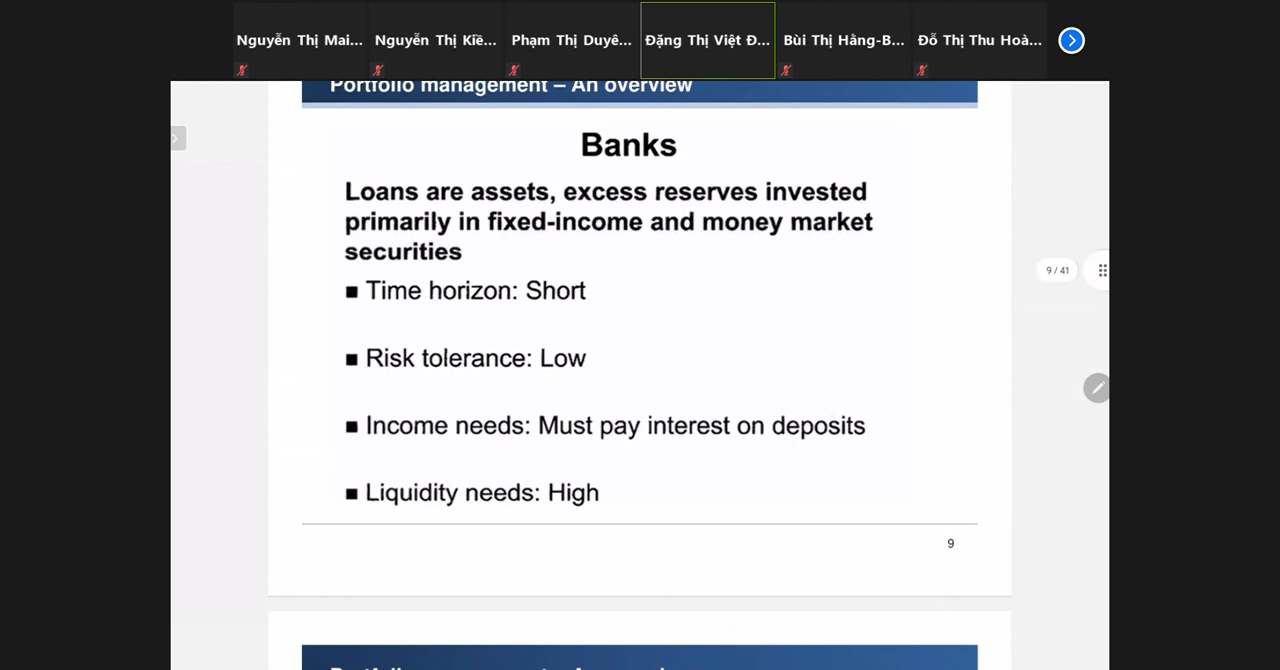 Nguyễn Thị Mai...
Nguyễn Thị Kiề...
Phạm Thị Duyê...
Đặng Thị Việt Đ...
Bùi Thị Hằng-B...
Đỗ Thị Thu Hoà...
Portfolio management – An overview
Banks
Loans are assets, excess reserves invested
primarily in fixed-income and money market
securities
■ Time horizon: Short
9 / 41
■ Risk tolerance: Low
■ Income needs: Must pay interest on deposits
■ Liquidity needs: High
9